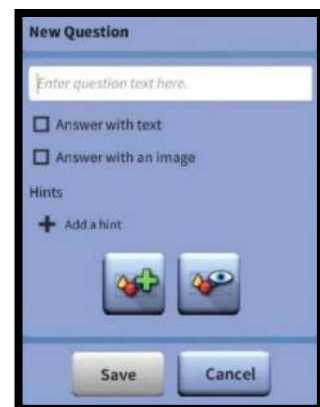 New Question
Enter question text here.
Answer with text
Answer with an image
Hints
Add a hint
Save
Cancel